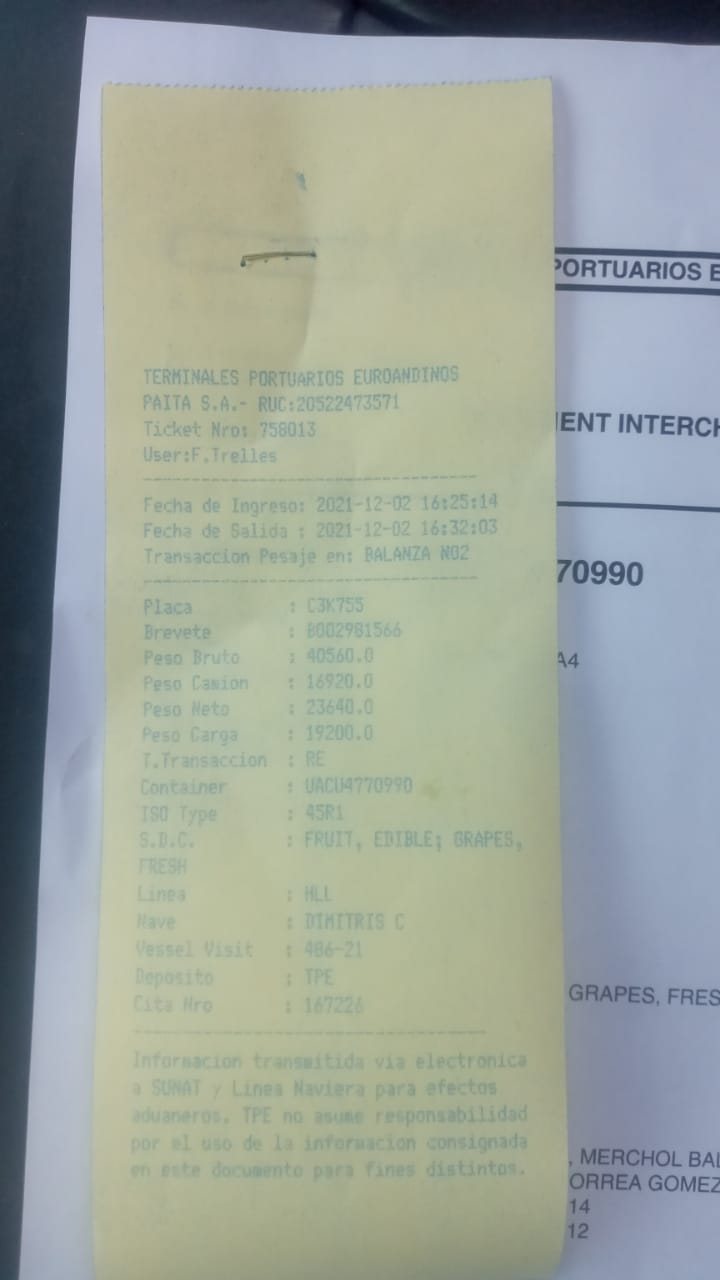 TERMINALES PORTUARIOS EUROANDINOS
PAITA S.A.- RUC:20522473571
Ticket Nro: 758013
User:F.Trelles
Fecha de Ingreso: 2021-12-02 16:25:14
Fecha de Salida : 2021-12-02 16:32:03
Transaccion Pesaje en: BALANZA NO2
Placa : C3K755
Brevete : B002981566
Peso Bruto : 40560.0
Peso Camion : 16920.0
Peso Neto : 23640.0
Peso Carga : 19200.0
T.Transaccion : RE
Container : UACU4770990
ISO Type : 45R1
S.D.C. : FRUIT, EDIBLE; GRAPES,
FRESH
Linea : HLL
Nave : DIMITRIS C
Vessel Visit : 486-21
Deposito : TPE
Cita Nro : 167226
Informacion transmitida via electronica
a SUNAT y Linea Naviera para efectos
aduaneros. TPE no asume responsabilidad
por el uso de la informacion consignada
en este documento para fines distintos.
PORTUARIOS E
ENT INTERCH
70990
A4
GRAPES, FRES
, MERCHOL BAL
ORREA GOMEZ
14
12